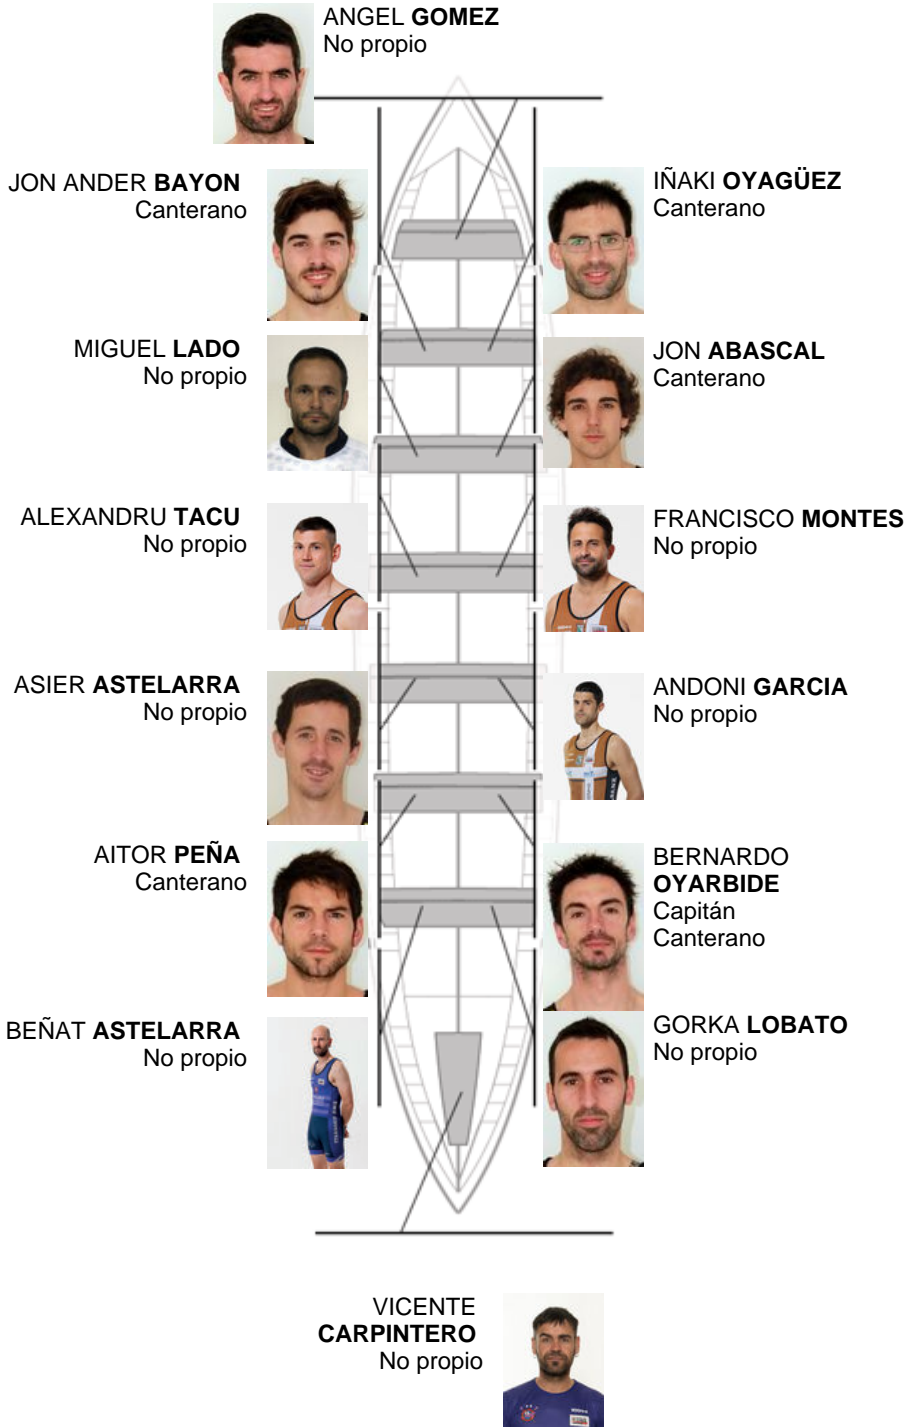 ANGEL GOMEZ
No propio
JON ANDER BAYON
Canterano
IÑAKI OYAGÜEZ
Canterano
MIGUEL LADO
No propio
JON ABASCAL
Canterano
ALEXANDRU TACU
No propio
FRANCISCO MONTES
No propio
ASIER ASTELARRA
No propio
ANDONI GARCIA
No propio
AITOR PEÑA
Canterano
BERNARDO
OYARBIDE
Capitán
Canterano
BEÑAT ASTELARRA
No propio
GORKA LOBATO
No propio
VICENTE
CARPINTERO
No propio